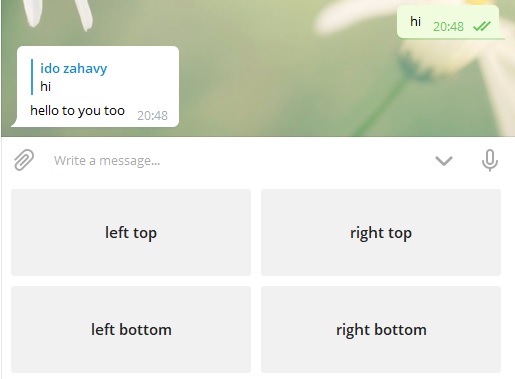 hi 20:48
ido zahavy
hi
hello to you too 20:48
Write a message...
left top right top
left bottom right bottom